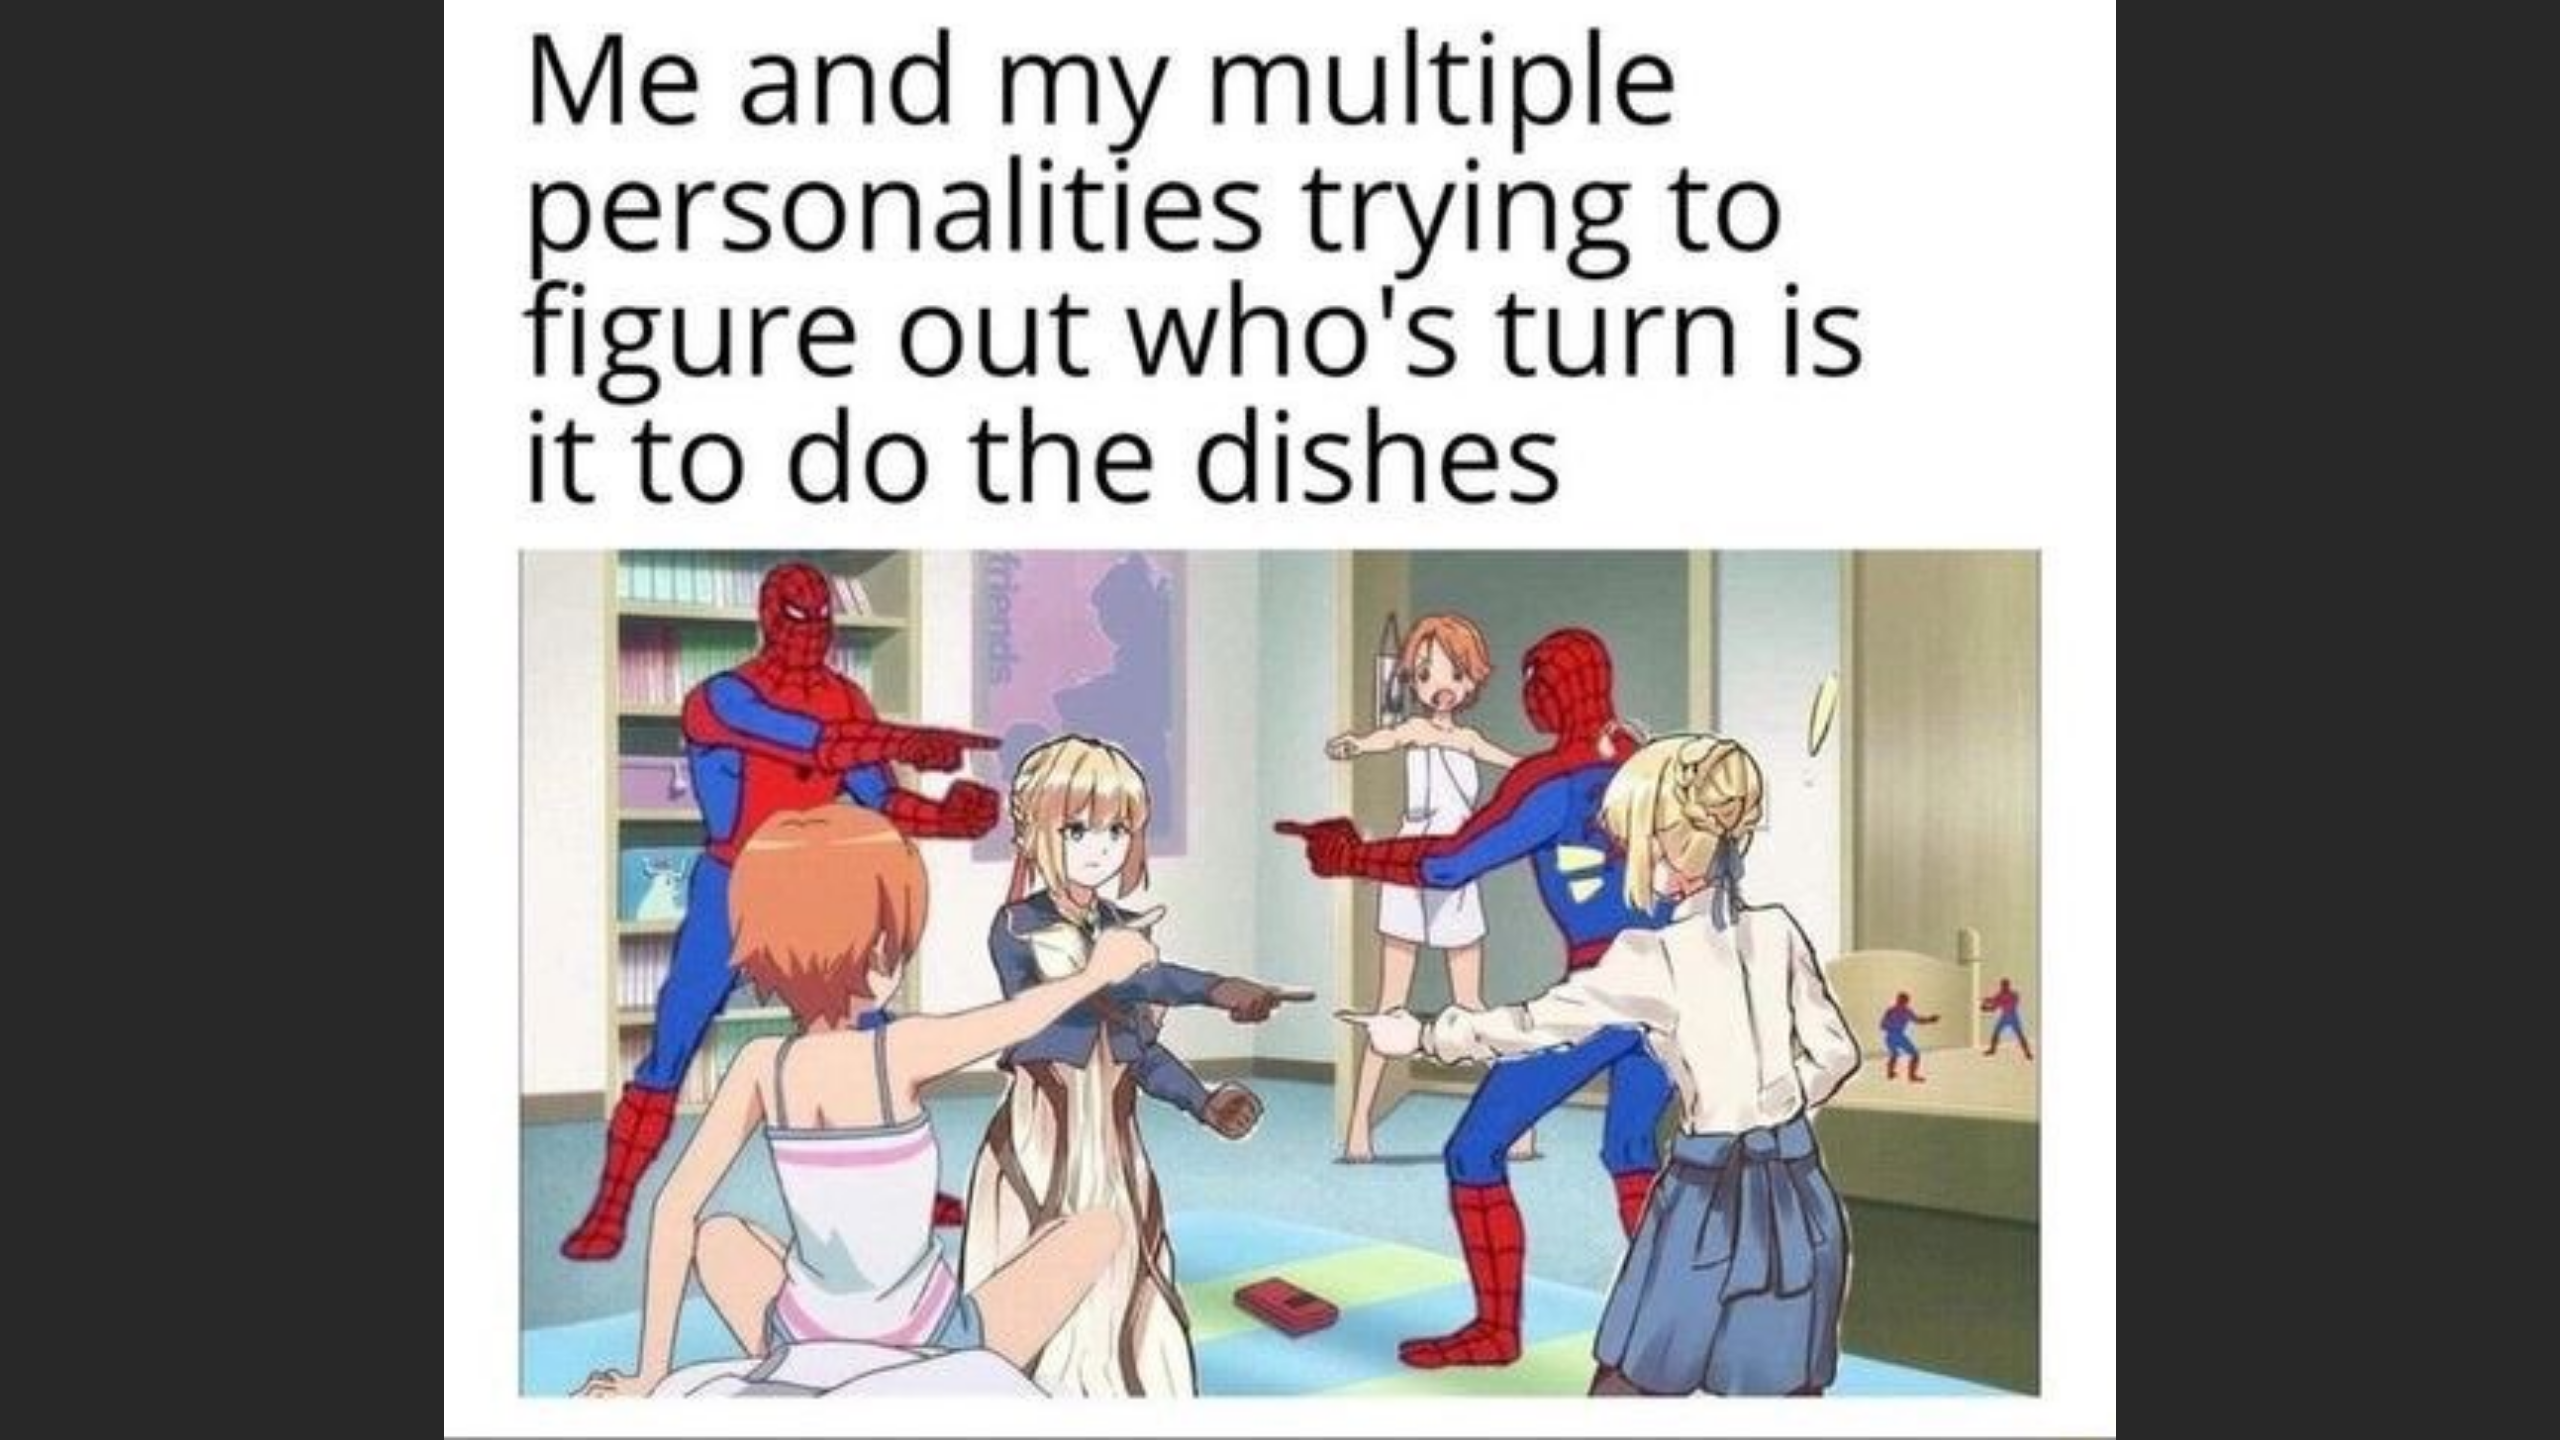 Me and my multiple
personalities trying to
figure out who's turn is
it to do the dishes
friends